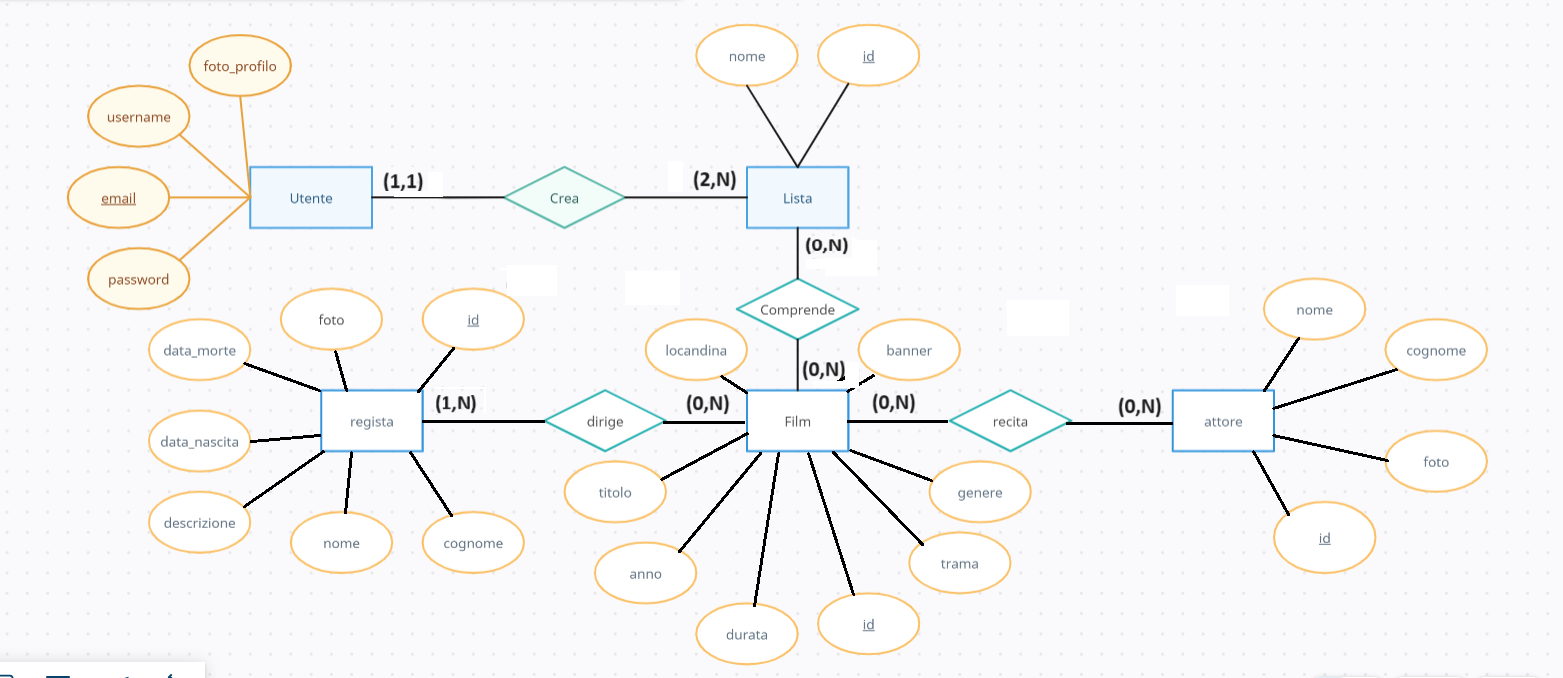 nome
id
foto_profilo
username
email
password
Utente
(1,1)
Crea
(2,N)
Lista
(0,N)
Comprende
(0,N)
data_morte
foto
id
locandina
banner
nome
cognome
regista
(1,N)
dirige
(0,N)
Film
(0,N)
recita
(0,N)
attore
data_nascita
descrizione
nome
cognome
titolo
anno
durata
id
trama
genere
foto
id